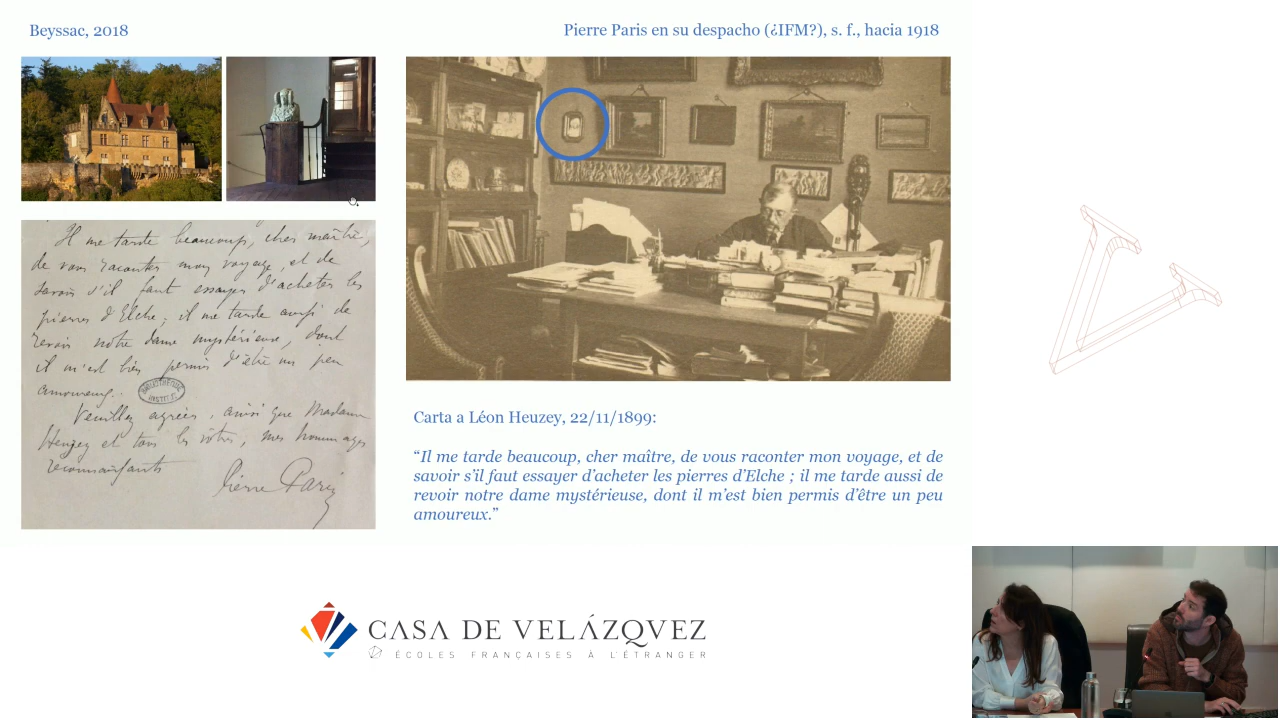 Beyssac, 2018
Pierre Paris en su despacho (¿IFM?), s. f., hacia 1918
Il me tarde beaucoup, cher maître,
de vous raconter mon voyage, et de
savoir s'il faut essayer d'acheter les
pierres d'Elche ; il me tarde aussi de
revoir notre dame mystérieuse, dont
il m'est bien permis d'être un peu
amoureux.
BIBLIOTHEQUE
INSTITUT
Veuillez agréer, ainsi que Madame
Heuzey et tous les vôtres, mes hommages
reconnaissants
Pierre Paris
Carta a Léon Heuzey, 22/11/1899:
“Il me tarde beaucoup, cher maître, de vous raconter mon voyage, et de
savoir s’il faut essayer d’acheter les pierres d’Elche ; il me tarde aussi de
revoir notre dame mystérieuse, dont il m’est bien permis d’être un peu
amoureux.”
CASA DE VELÁZQVEZ
ÉCOLES FRANÇAISES À L'ÉTRANGER